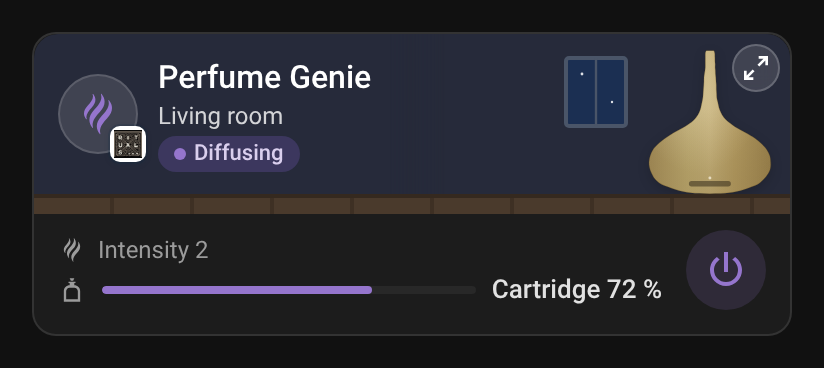 Perfume Genie
Living room
Diffusing
Intensity 2
Cartridge 72 %